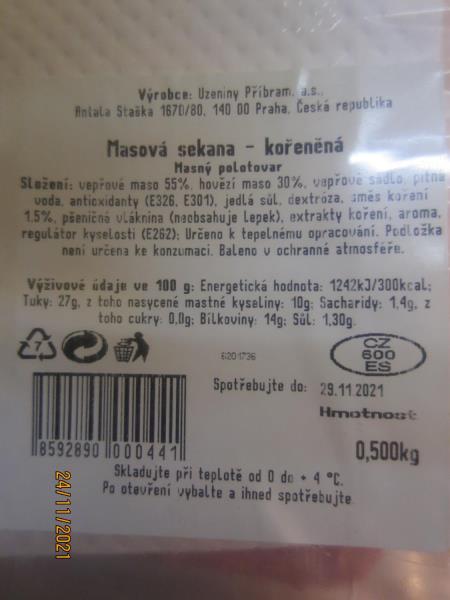 Výrobce: Uzeniny Příbram, a.s.,
Antala Staška 1670/80, 140 00 Praha, Česká republika
Masová sekana - kořeněná
Masný polotovar
Složení: vepřové maso 55%, hovězí maso 30%, vepřové sádlo, pitná
voda, antioxidanty (E326, E301), jedlá sůl, dextróza, směs koření
1.5%, pšeničná vláknina (neobsahuje lepek), extrakty koření, aroma,
regulátor kyselosti (E262); Určeno k tepelnému opracování. Podložka
není určena ke konzumaci. Baleno v ochranné atmosféře.
Výživové údaje ve 100 g: Energetická hodnota: 1242kJ/300kcal;
Tuky: 27g, z toho nasycené mastné kyseliny: 10g; Sacharidy: 1,4g, z
toho cukry: 0,0g; Bílkoviny: 14g; Sůl: 1,30g.
7
6201736
CZ
600
ES
Spotřebujte do: 29.11.2021
Hmotnost
8592890 000441
0,500kg
Skladujte při teplotě od 0 do + 4 °C.
Po otevření vybalte a ihned spotřebujte
24/11/2021